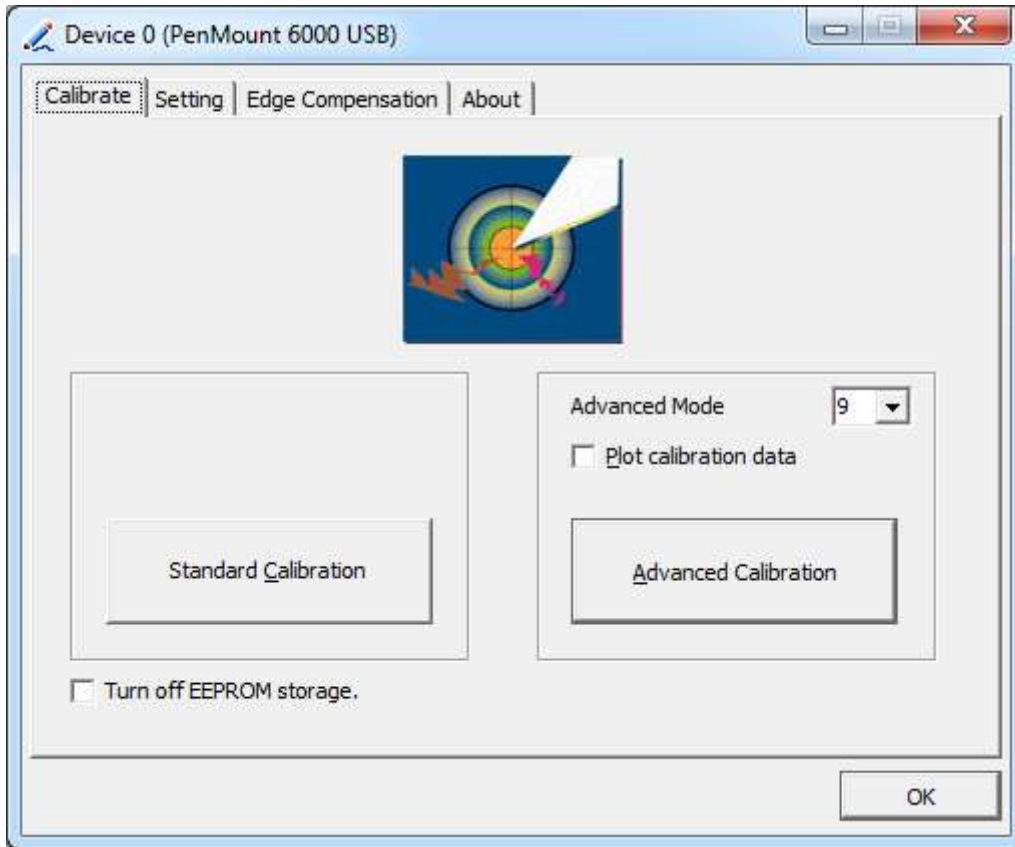 Device 0 (PenMount 6000 USB)
Calibrate Setting Edge Compensation About
Advanced Mode 9
Plot calibration data
Standard Calibration
Advanced Calibration
Turn off EEPROM storage.
OK